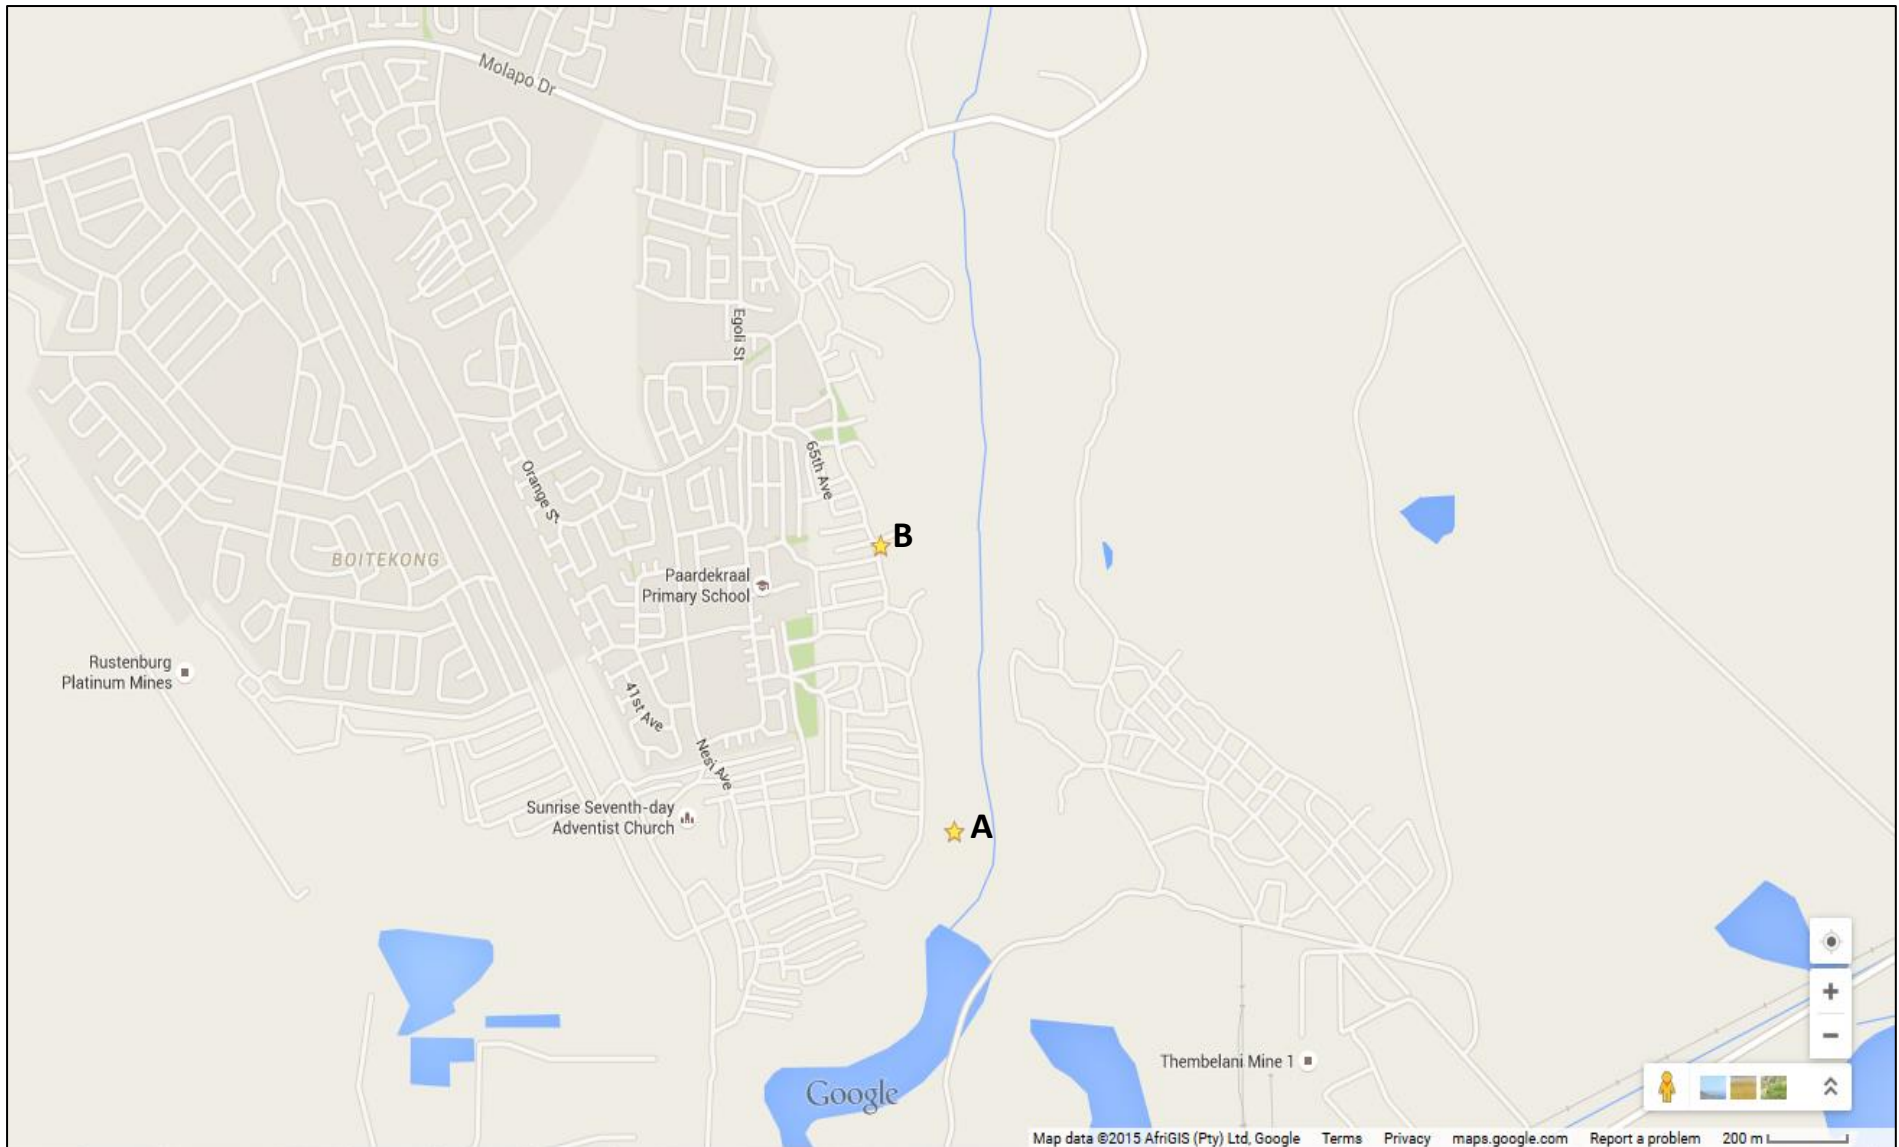 Molapo Dr
Egoli St
65th Ave
Orange St
B
BOITEKONG
Paardekraal
Primary School
Rustenburg
Platinum Mines
41st Ave
Nesi Ave
Sunrise Seventh-day
Adventist Church
A
Thembelani Mine 1
Google
+
−
Map data ©2015 AfriGIS (Pty) Ltd, Google Terms Privacy maps.google.com Report a problem 200 m